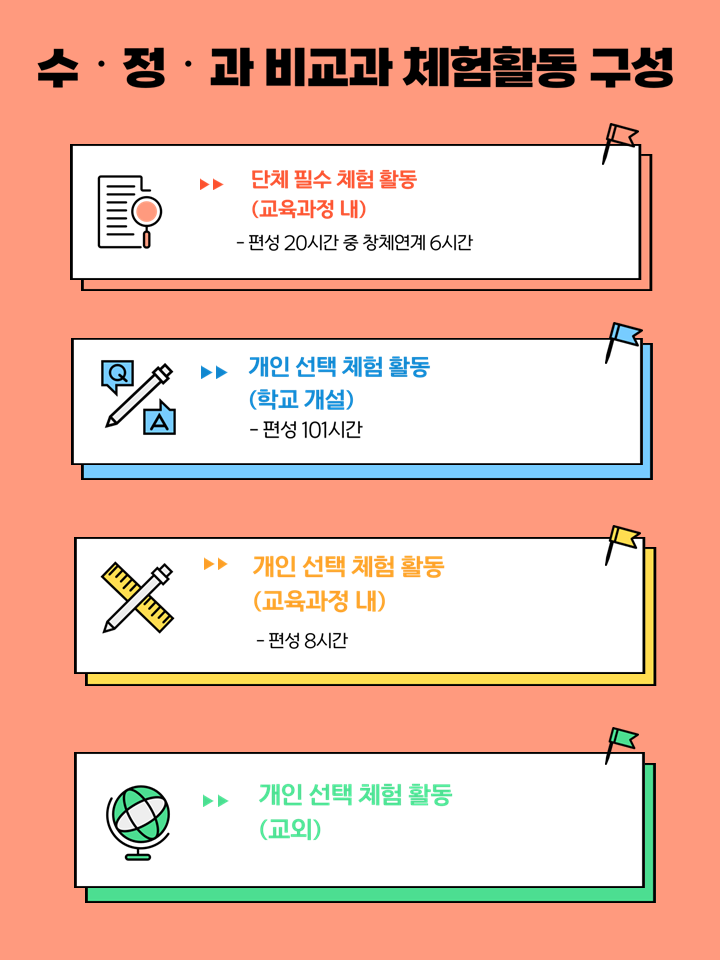 수 · 정 · 과 비교과 체험활동 구성
단체 필수 체험 활동
(교육과정 내)
- 편성 20시간 중 창체연계 6시간
Q
A
개인 선택 체험 활동
(학교 개설)
- 편성 101시간
개인 선택 체험 활동
(교육과정 내)
- 편성 8시간
개인 선택 체험 활동
(교외)